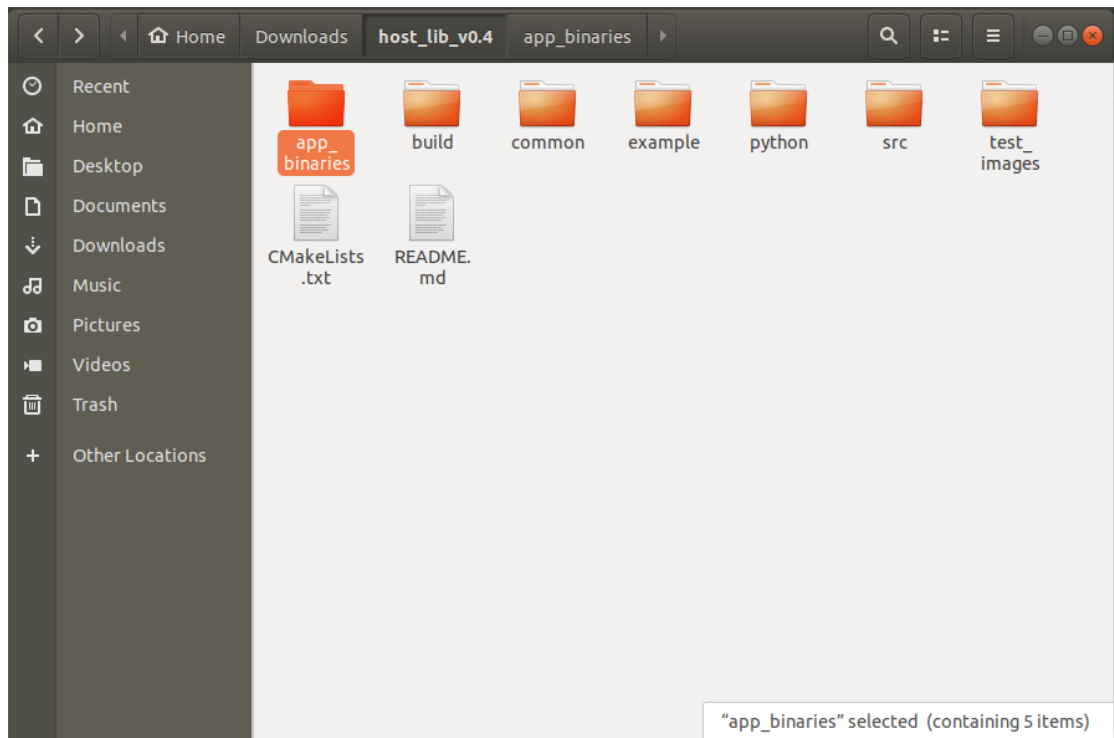 Home Downloads host_lib_v0.4 app_binaries
Recent
Home
Desktop
Documents
Downloads
Music
Pictures
Videos
Trash
Other Locations
app_
binaries
build
common
example
python
src
test_
images
CMakeLists
.txt
README.
md
“app_binaries” selected (containing 5 items)